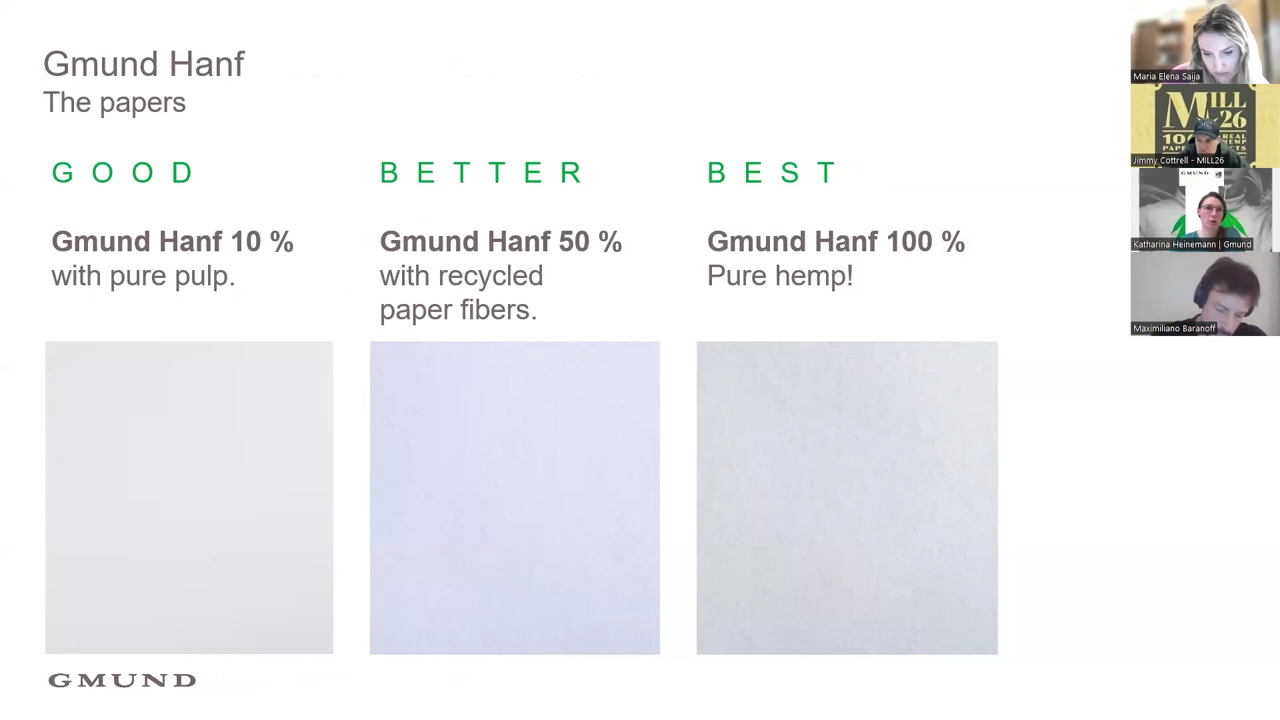 Gmund Hanf
The papers
GOOD
Gmund Hanf 10 %
with pure pulp.
BETTER
Gmund Hanf 50 %
with recycled
paper fibers.
BEST
Gmund Hanf 100 %
Pure hemp!
GMUND
Maria Elena Saija
MILL
26
Jimmy Cottrell - MILL26
GMUND
Katharina Heinemann | Gmund
Maximiliano Baranoff